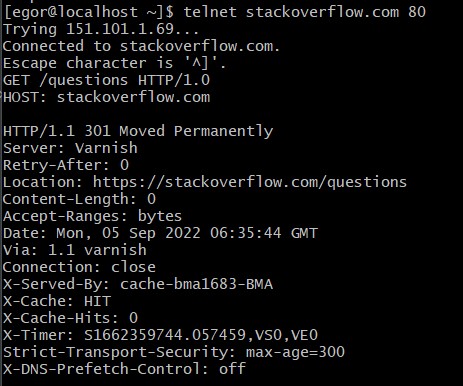 [egor@localhost ~]$ telnet stackoverflow.com 80
Trying 151.101.1.69...
Connected to stackoverflow.com.
Escape character is '^]'.
GET /questions HTTP/1.0
HOST: stackoverflow.com

HTTP/1.1 301 Moved Permanently
Server: Varnish
Retry-After: 0
Location: https://stackoverflow.com/questions
Content-Length: 0
Accept-Ranges: bytes
Date: Mon, 05 Sep 2022 06:35:44 GMT
Via: 1.1 varnish
Connection: close
X-Served-By: cache-bma1683-BMA
X-Cache: HIT
X-Cache-Hits: 0
X-Timer: S1662359744.057459,VS0,VE0
Strict-Transport-Security: max-age=300
X-DNS-Prefetch-Control: off